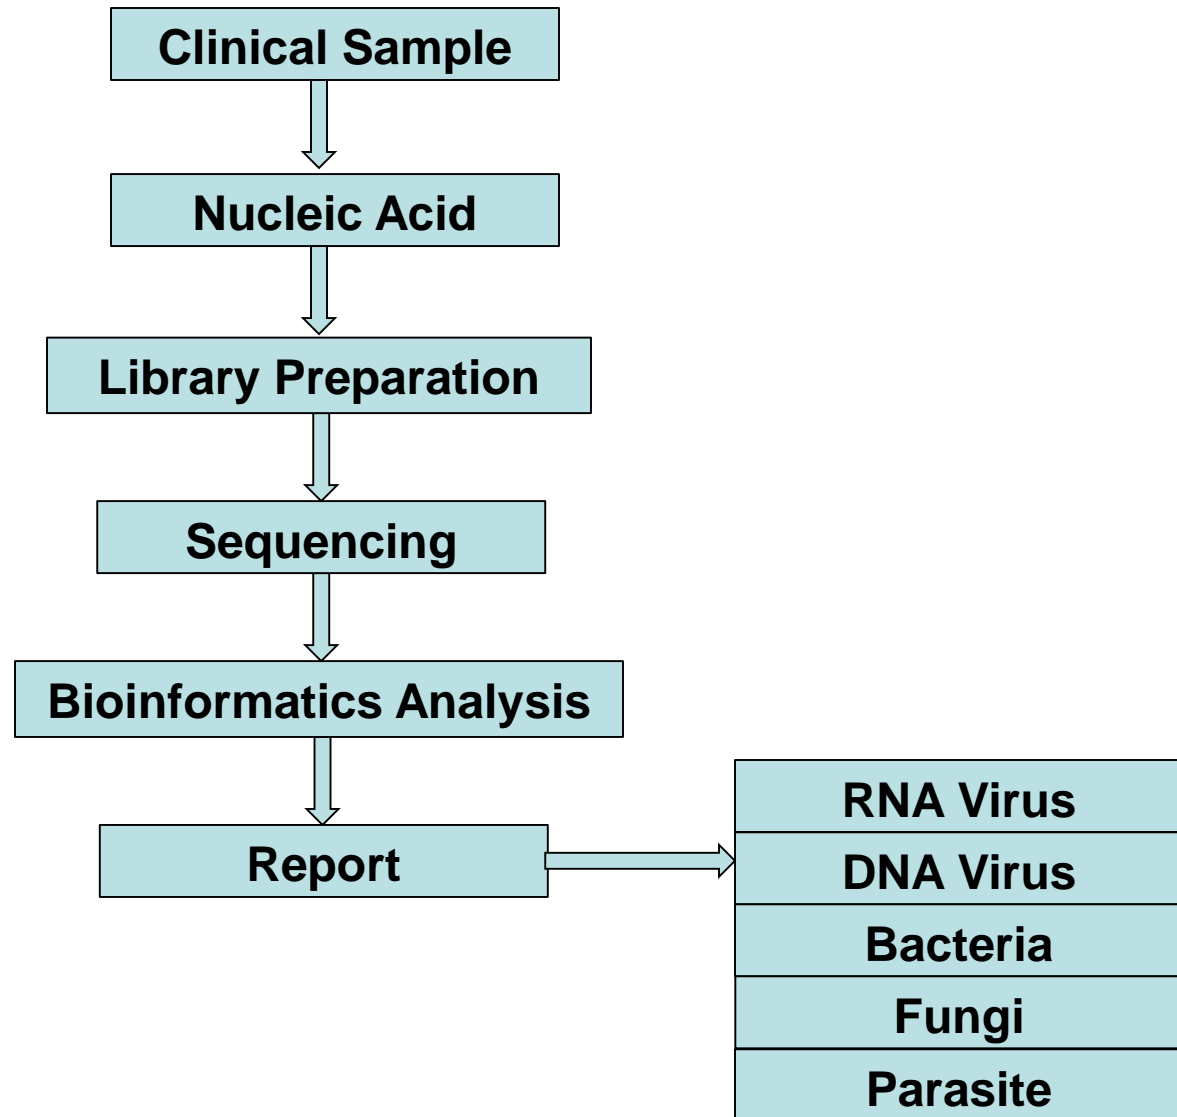 Clinical Sample
Nucleic Acid
Library Preparation
Sequencing
Bioinformatics Analysis
Report
RNA Virus
DNA Virus
Bacteria
Fungi
Parasite